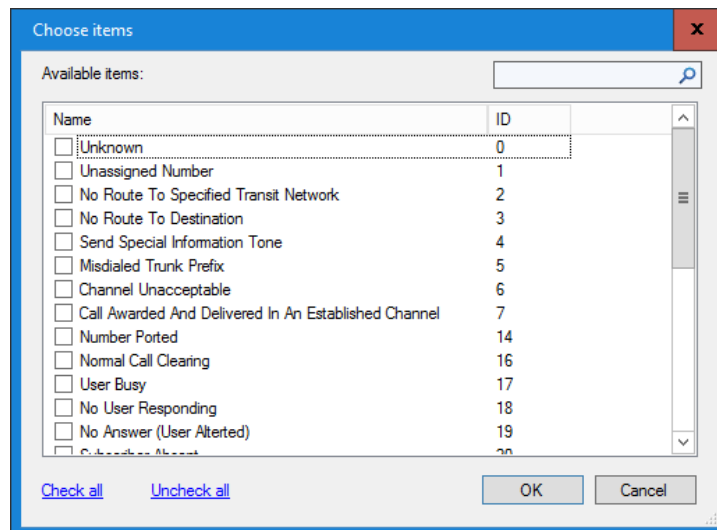 Choose items
Available items:
Name ID
Unknown 0
Unassigned Number 1
No Route To Specified Transit Network 2
No Route To Destination 3
Send Special Information Tone 4
Misdialed Trunk Prefix 5
Channel Unacceptable 6
Call Awarded And Delivered In An Established Channel 7
Number Ported 14
Normal Call Clearing 16
User Busy 17
No User Responding 18
No Answer (User Alterted) 19
Subscriber Absent 20
Check all Uncheck all OK Cancel